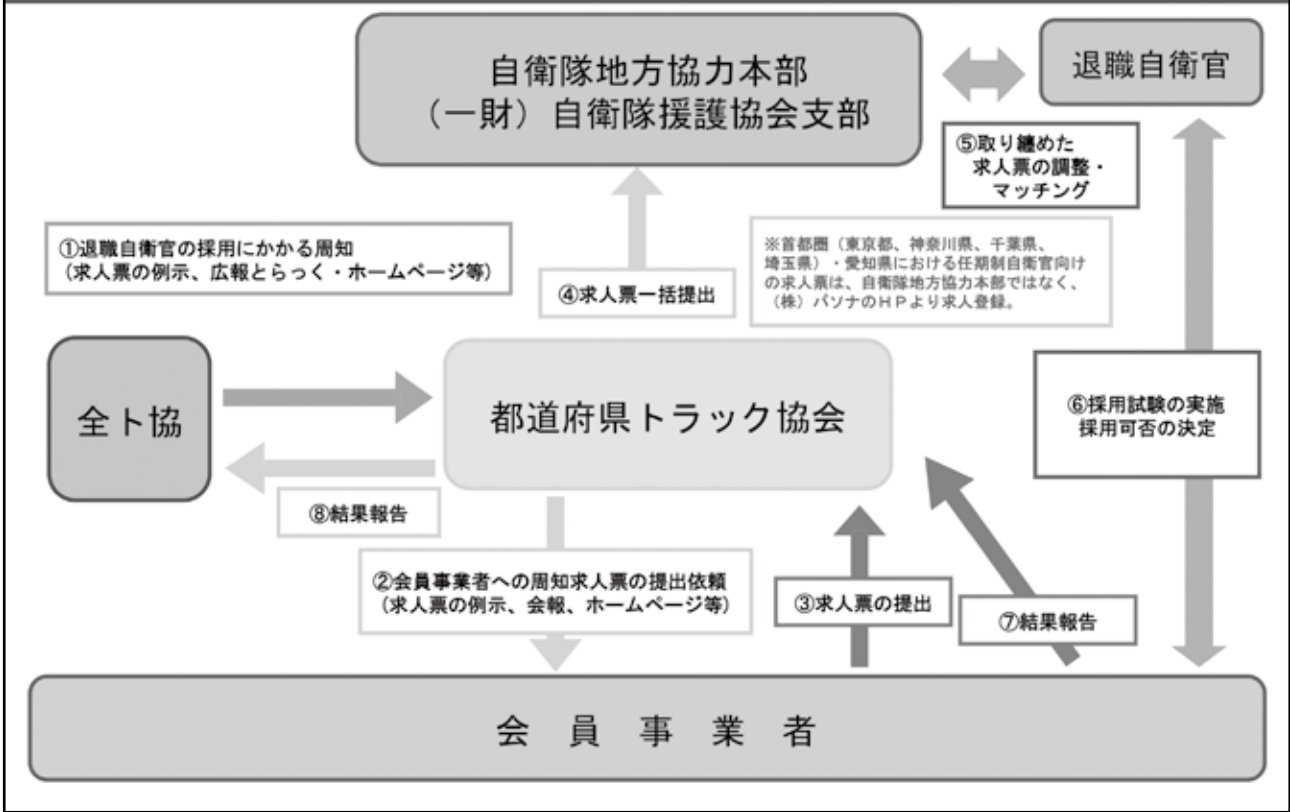 自衛隊地方協力本部
（一財）自衛隊援護協会支部
退職自衛官
⑤取り纏めた
求人票の調整・
マッチング
①退職自衛官の採用にかかる周知
（求人票の例示、広報とらっく・ホームページ等）
④求人票一括提出
※首都圏（東京都、神奈川県、千葉県、
埼玉県）・愛知県における任期制自衛官向け
の求人票は、自衛隊地方協力本部ではなく、
（株）パソナのＨＰより求人登録。
全ト協
都道府県トラック協会
⑥採用試験の実施
採用可否の決定
⑧結果報告
②会員事業者への周知求人票の提出依頼
（求人票の例示、会報、ホームページ等）
③求人票の提出
⑦結果報告
会員事業者